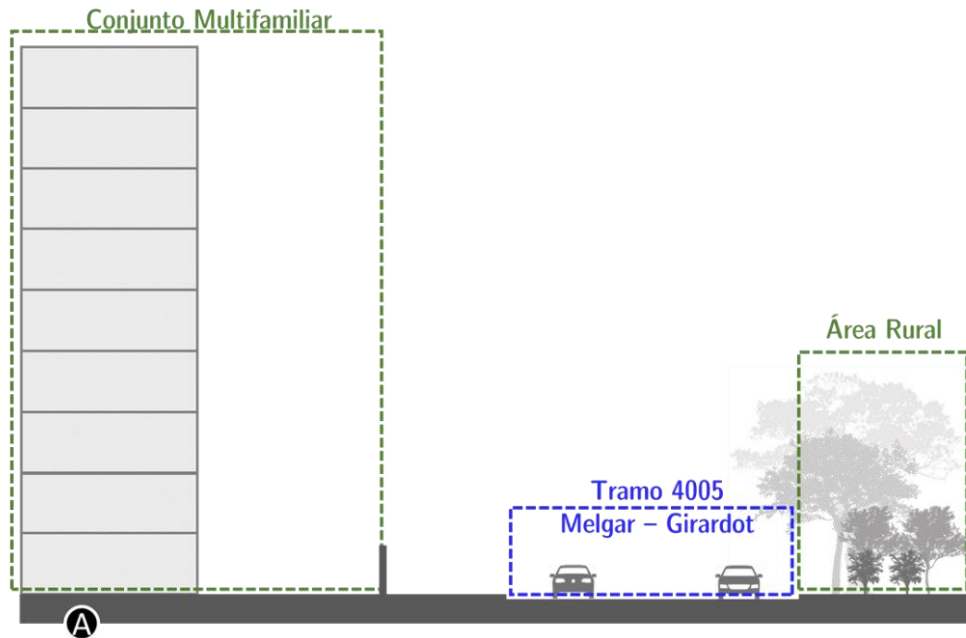 Conjunto Multifamiliar
Área Rural
Tramo 4005
Melgar – Girardot
A